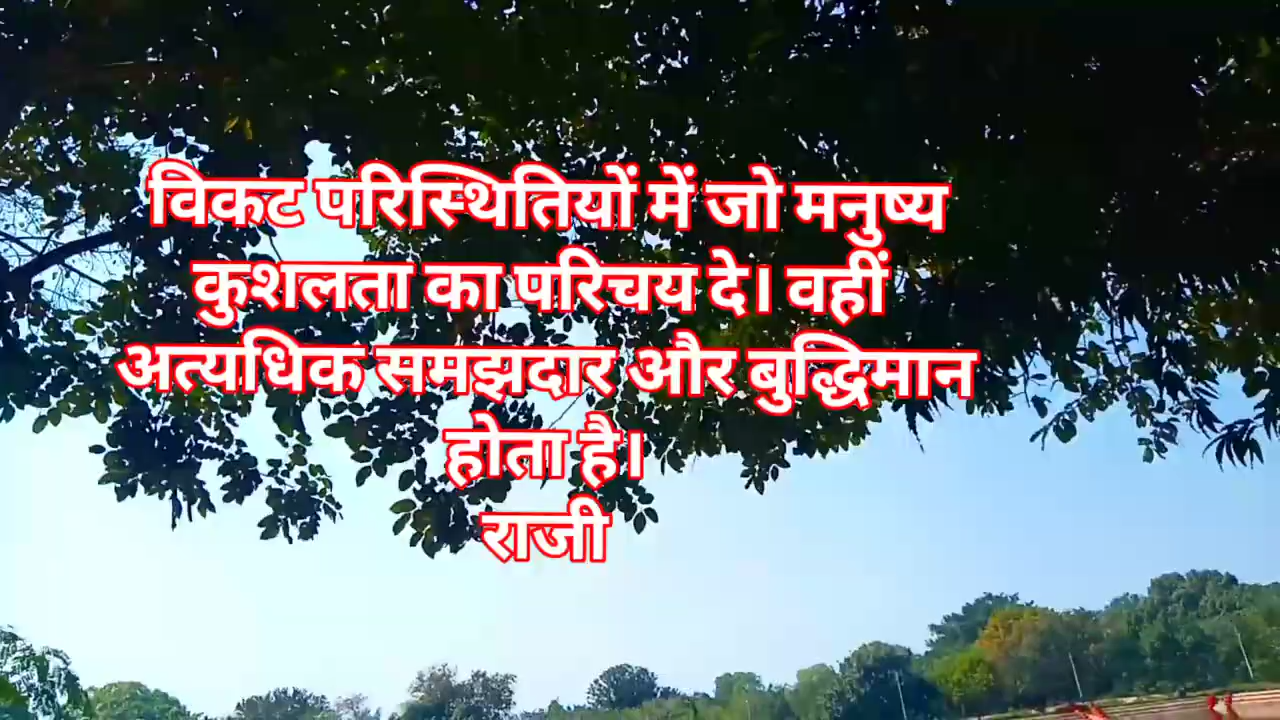 विकट परिस्थितियों में जो मनुष्य
कुशलता का परिचय दे। वहीं
अत्यधिक समझदार और बुद्धिमान
होता है।
राजी